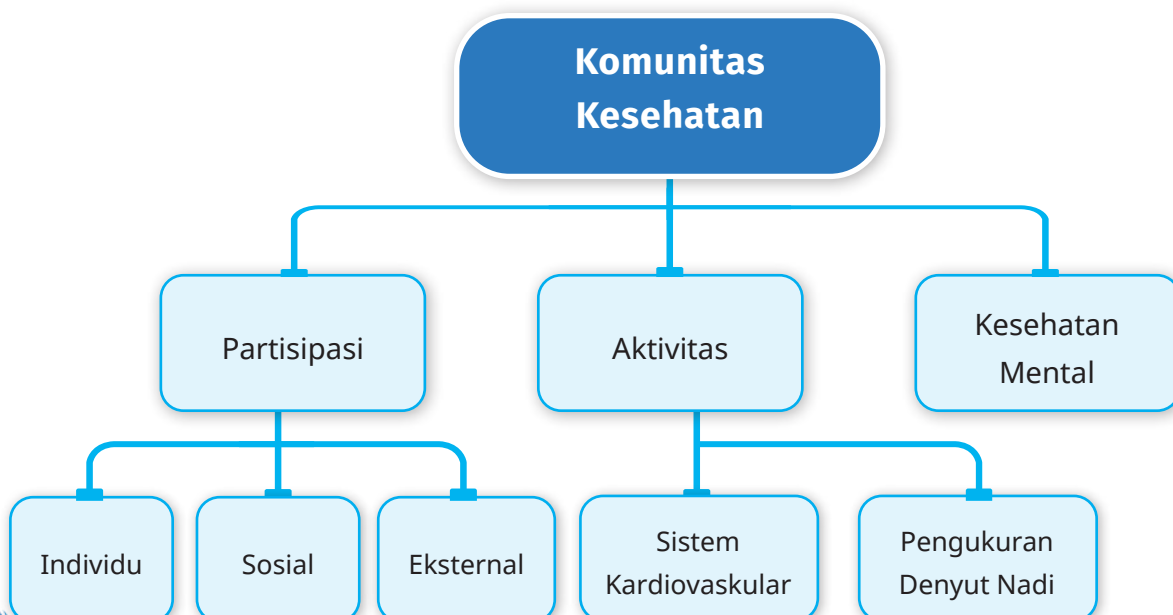 Komunitas
Kesehatan
Partisipasi
Aktivitas
Kesehatan
Mental
Individu
Sosial
Eksternal
Sistem
Kardiovaskular
Pengukuran
Denyut Nadi